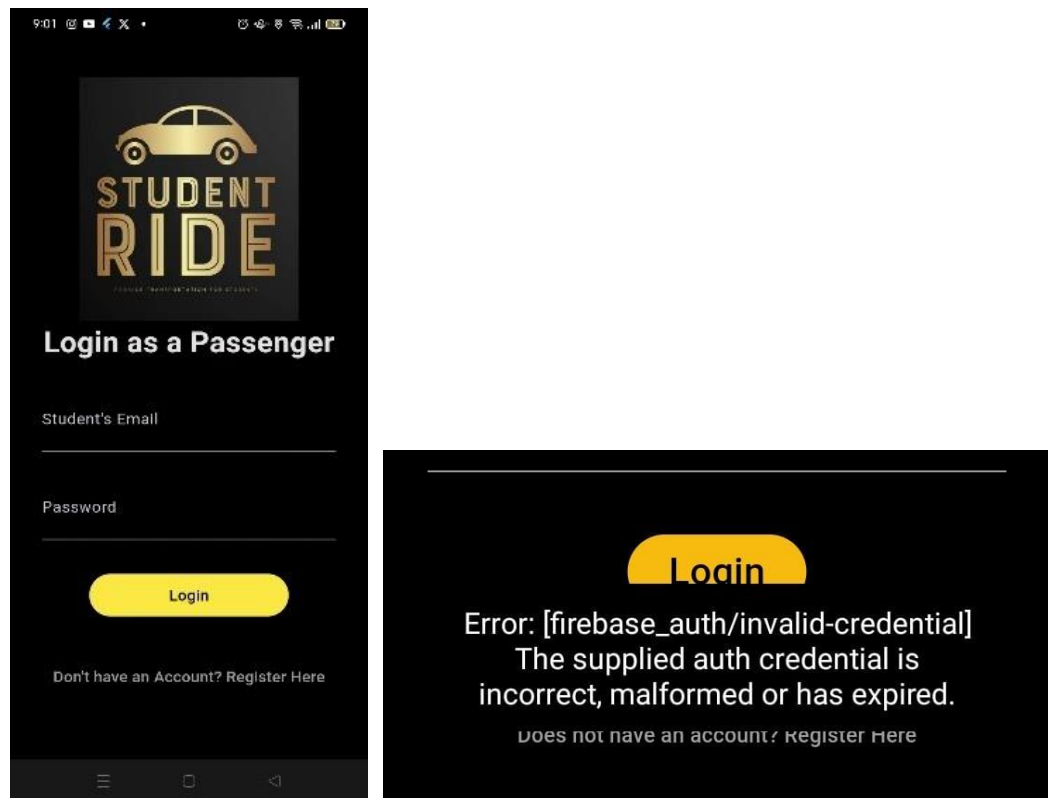 9:01
STUDENT
RIDE
Login as a Passenger
Student's Email
Password
Login
Don't have an Account? Register Here
Login
Error: [firebase_auth/invalid-credential]
The supplied auth credential is
incorrect, malformed or has expired.
Does not have an account? Register Here